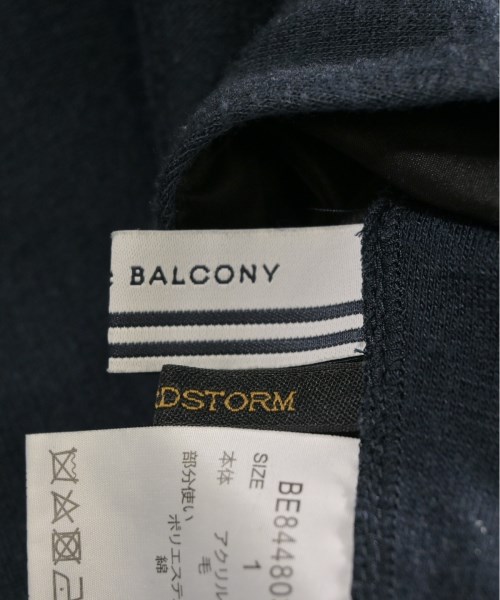 BALCONY
DSTORM
BE84480
SIZE 1
本体 アクリル
毛
部分使い ポリエステ
綿